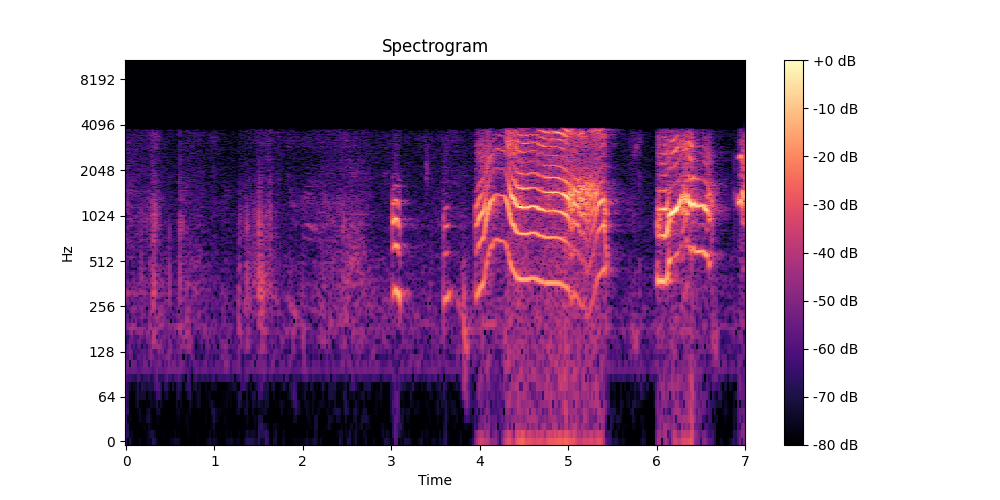 Spectrogram
8192
4096
2048
1024
512
256
128
64
0
Hz
0 1 2 3 4 5 6 7
Time
+0 dB
-10 dB
-20 dB
-30 dB
-40 dB
-50 dB
-60 dB
-70 dB
-80 dB